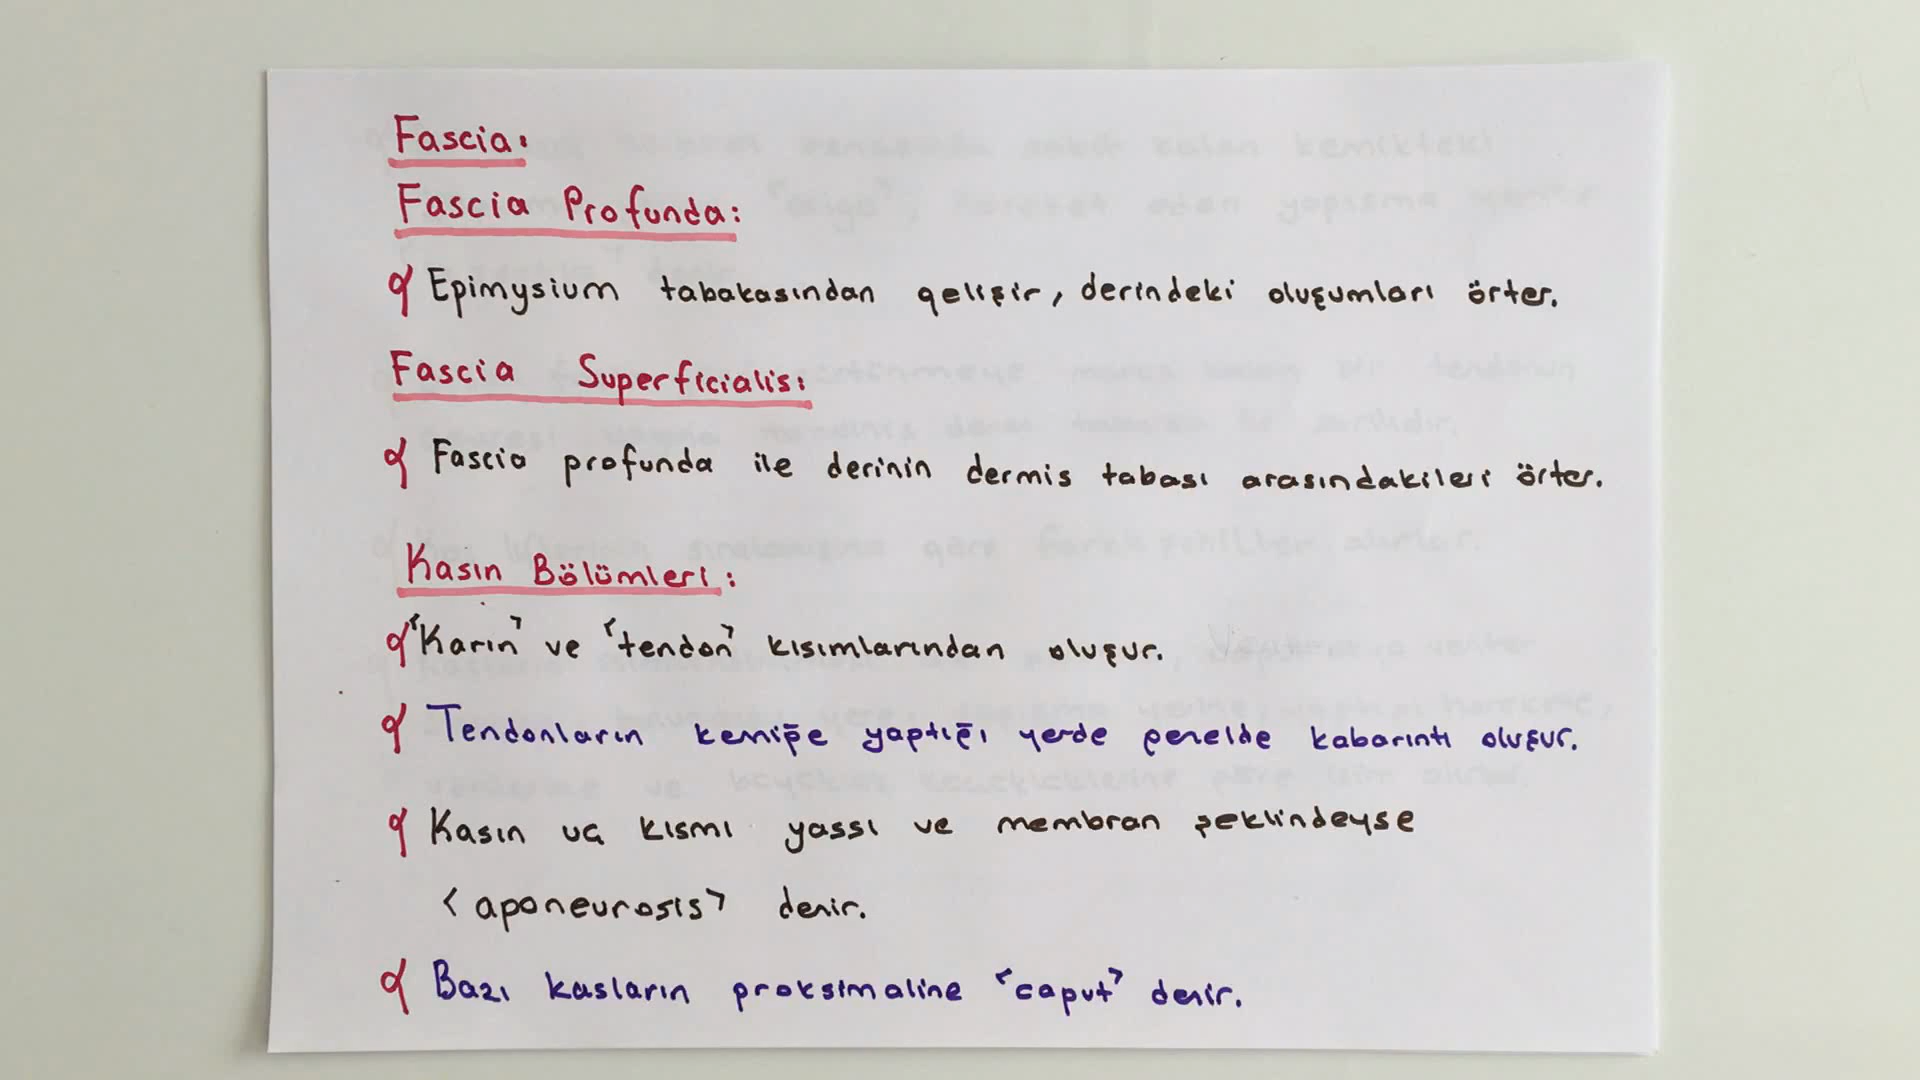 Fascia:
Fascia Profunda:
Epimysium tabakasından gelişir, derindeki oluşumları örter.
Fascia Superficialis:
Fascia profunda ile derinin dermis tabası arasındakileri örter.
Kasın Bölümleri:
"Karin" ve "tendon" kısımlarından oluşur.
Tendonların kemiğe yaptığı yerde genelde kabarıntı oluşur.
Kasın uç kısmı yassı ve membran şeklindeyse
<aponeurosis> denir.
Bazı kasların proksimaline "caput" denir.